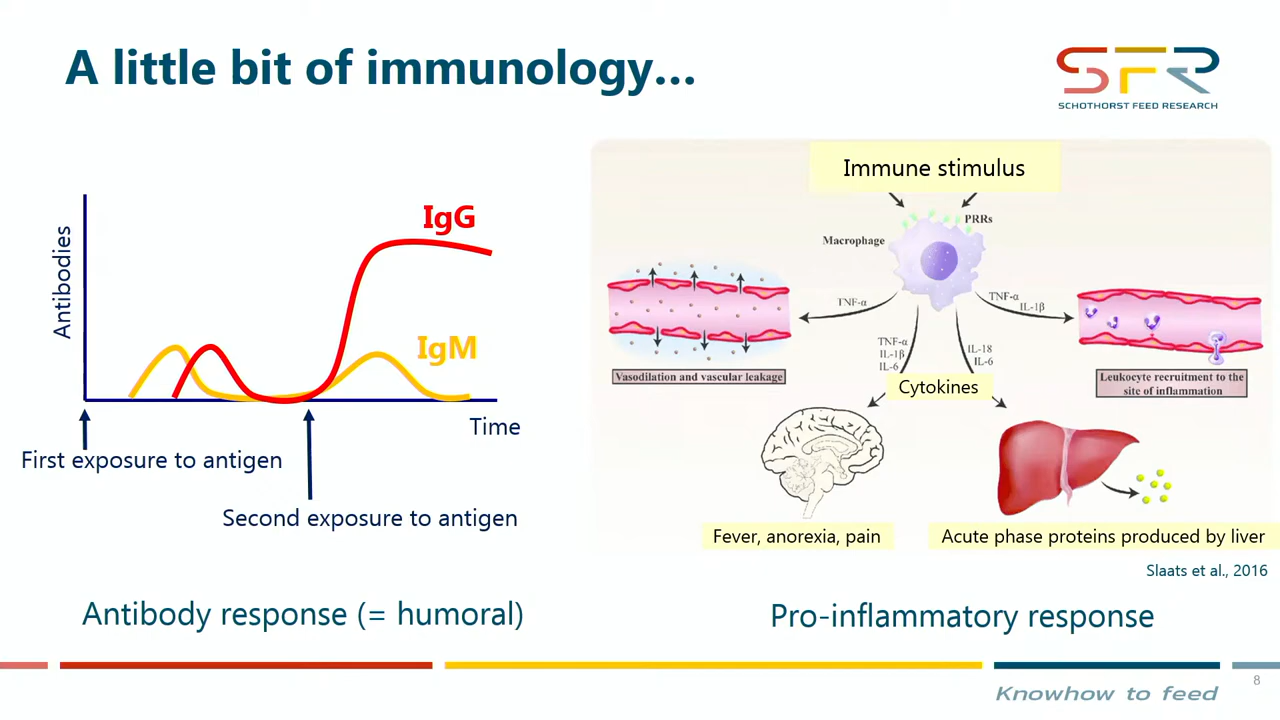 A little bit of immunology...
SFR
SCHOTHORST FEED RESEARCH
Antibodies
IgG
IgM
Time
First exposure to antigen
Second exposure to antigen
Antibody response (= humoral)
Immune stimulus
PRRs
Macrophage
TNF-α
TNF-α
IL-1β
TNF-α
IL-1β
IL-6
IL-18
IL-6
Cytokines
Vasodilation and vascular leakage
Leukocyte recruitment to the
site of inflammation
Fever, anorexia, pain
Acute phase proteins produced by liver
Slaats et al., 2016
Pro-inflammatory response
Knowhow to feed
8